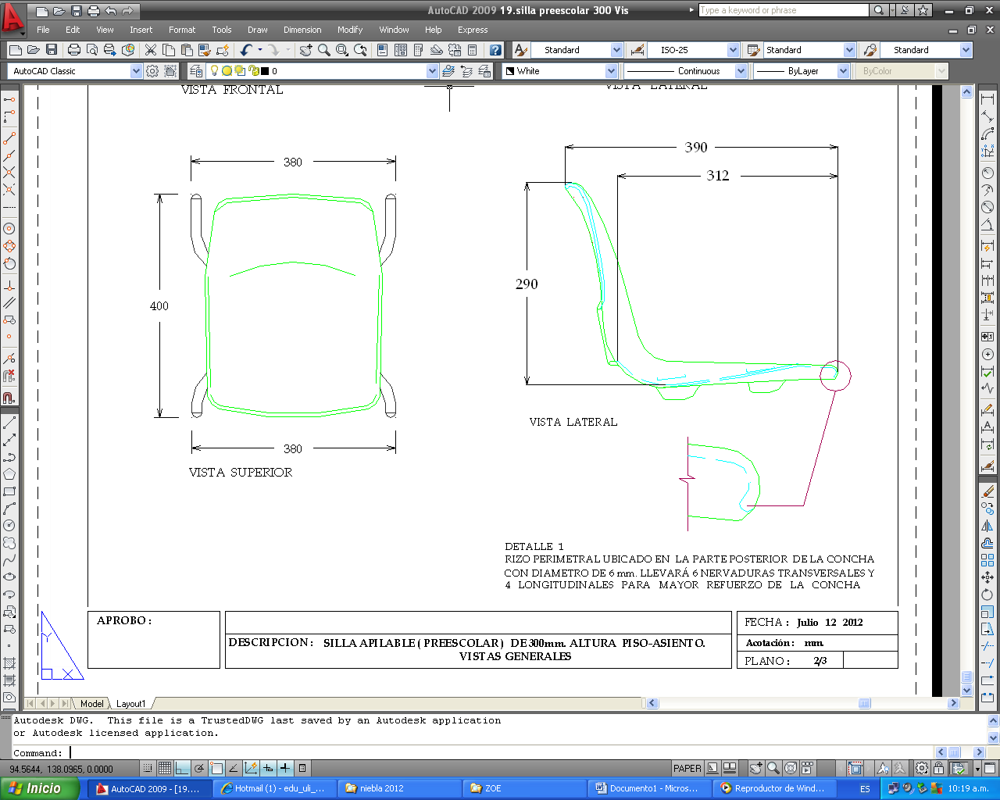 AutoCAD 2009 19.silla preescolar 300 Vis
Type a keyword or phrase
File Edit View Insert Format Tools Draw Dimension Modify Window Help Express
Standard ISO-25 Standard Standard
AutoCAD Classic 0 White Continuous ByLayer ByColor
VISTA FRONTAL VISTA LATERAL
380
400
380
VISTA SUPERIOR
390
312
290
VISTA LATERAL
DETALLE 1
RIZO PERIMETRAL UBICADO EN LA PARTE POSTERIOR DE LA CONCHA
CON DIAMETRO DE 6 mm. LLEVARÁ 6 NERVADURAS TRANSVERSALES Y
4 LONGITUDINALES PARA MAYOR REFUERZO DE LA CONCHA
APROBO :
DESCRIPCION : SILLA APILABLE ( PREESCOLAR ) DE 300mm. ALTURA PISO-ASIENTO.
VISTAS GENERALES
FECHA : Julio 12 2012
Acotación : mm.
PLANO : 2/3
Y
X
Model Layout1
Autodesk DWG. This file is a TrustedDWG last saved by an Autodesk application
or Autodesk licensed application.
Command:
94.5644, 138.0965, 0.0000
PAPER
Inicio
AutoCAD 2009 - [19....
Hotmail (1) - edu_uli_...
niebla 2012
ZOE
Documento1 - Micros...
Reproductor de Wind...
ES
10:19 a.m.